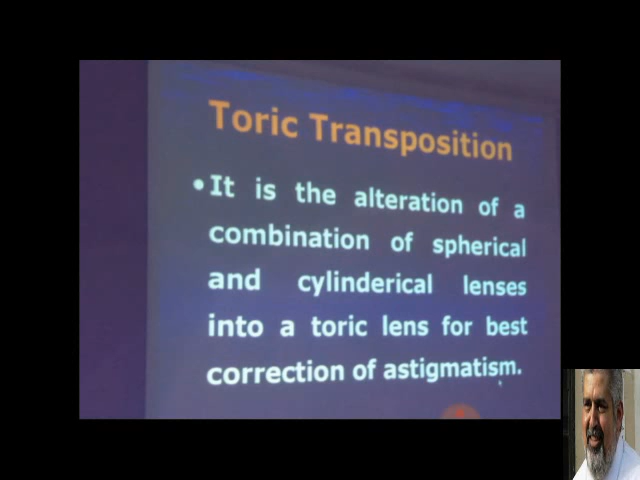 Toric Transposition
•It is the alteration of a
combination of spherical
and cylinderical lenses
into a toric lens for best
correction of astigmatism.